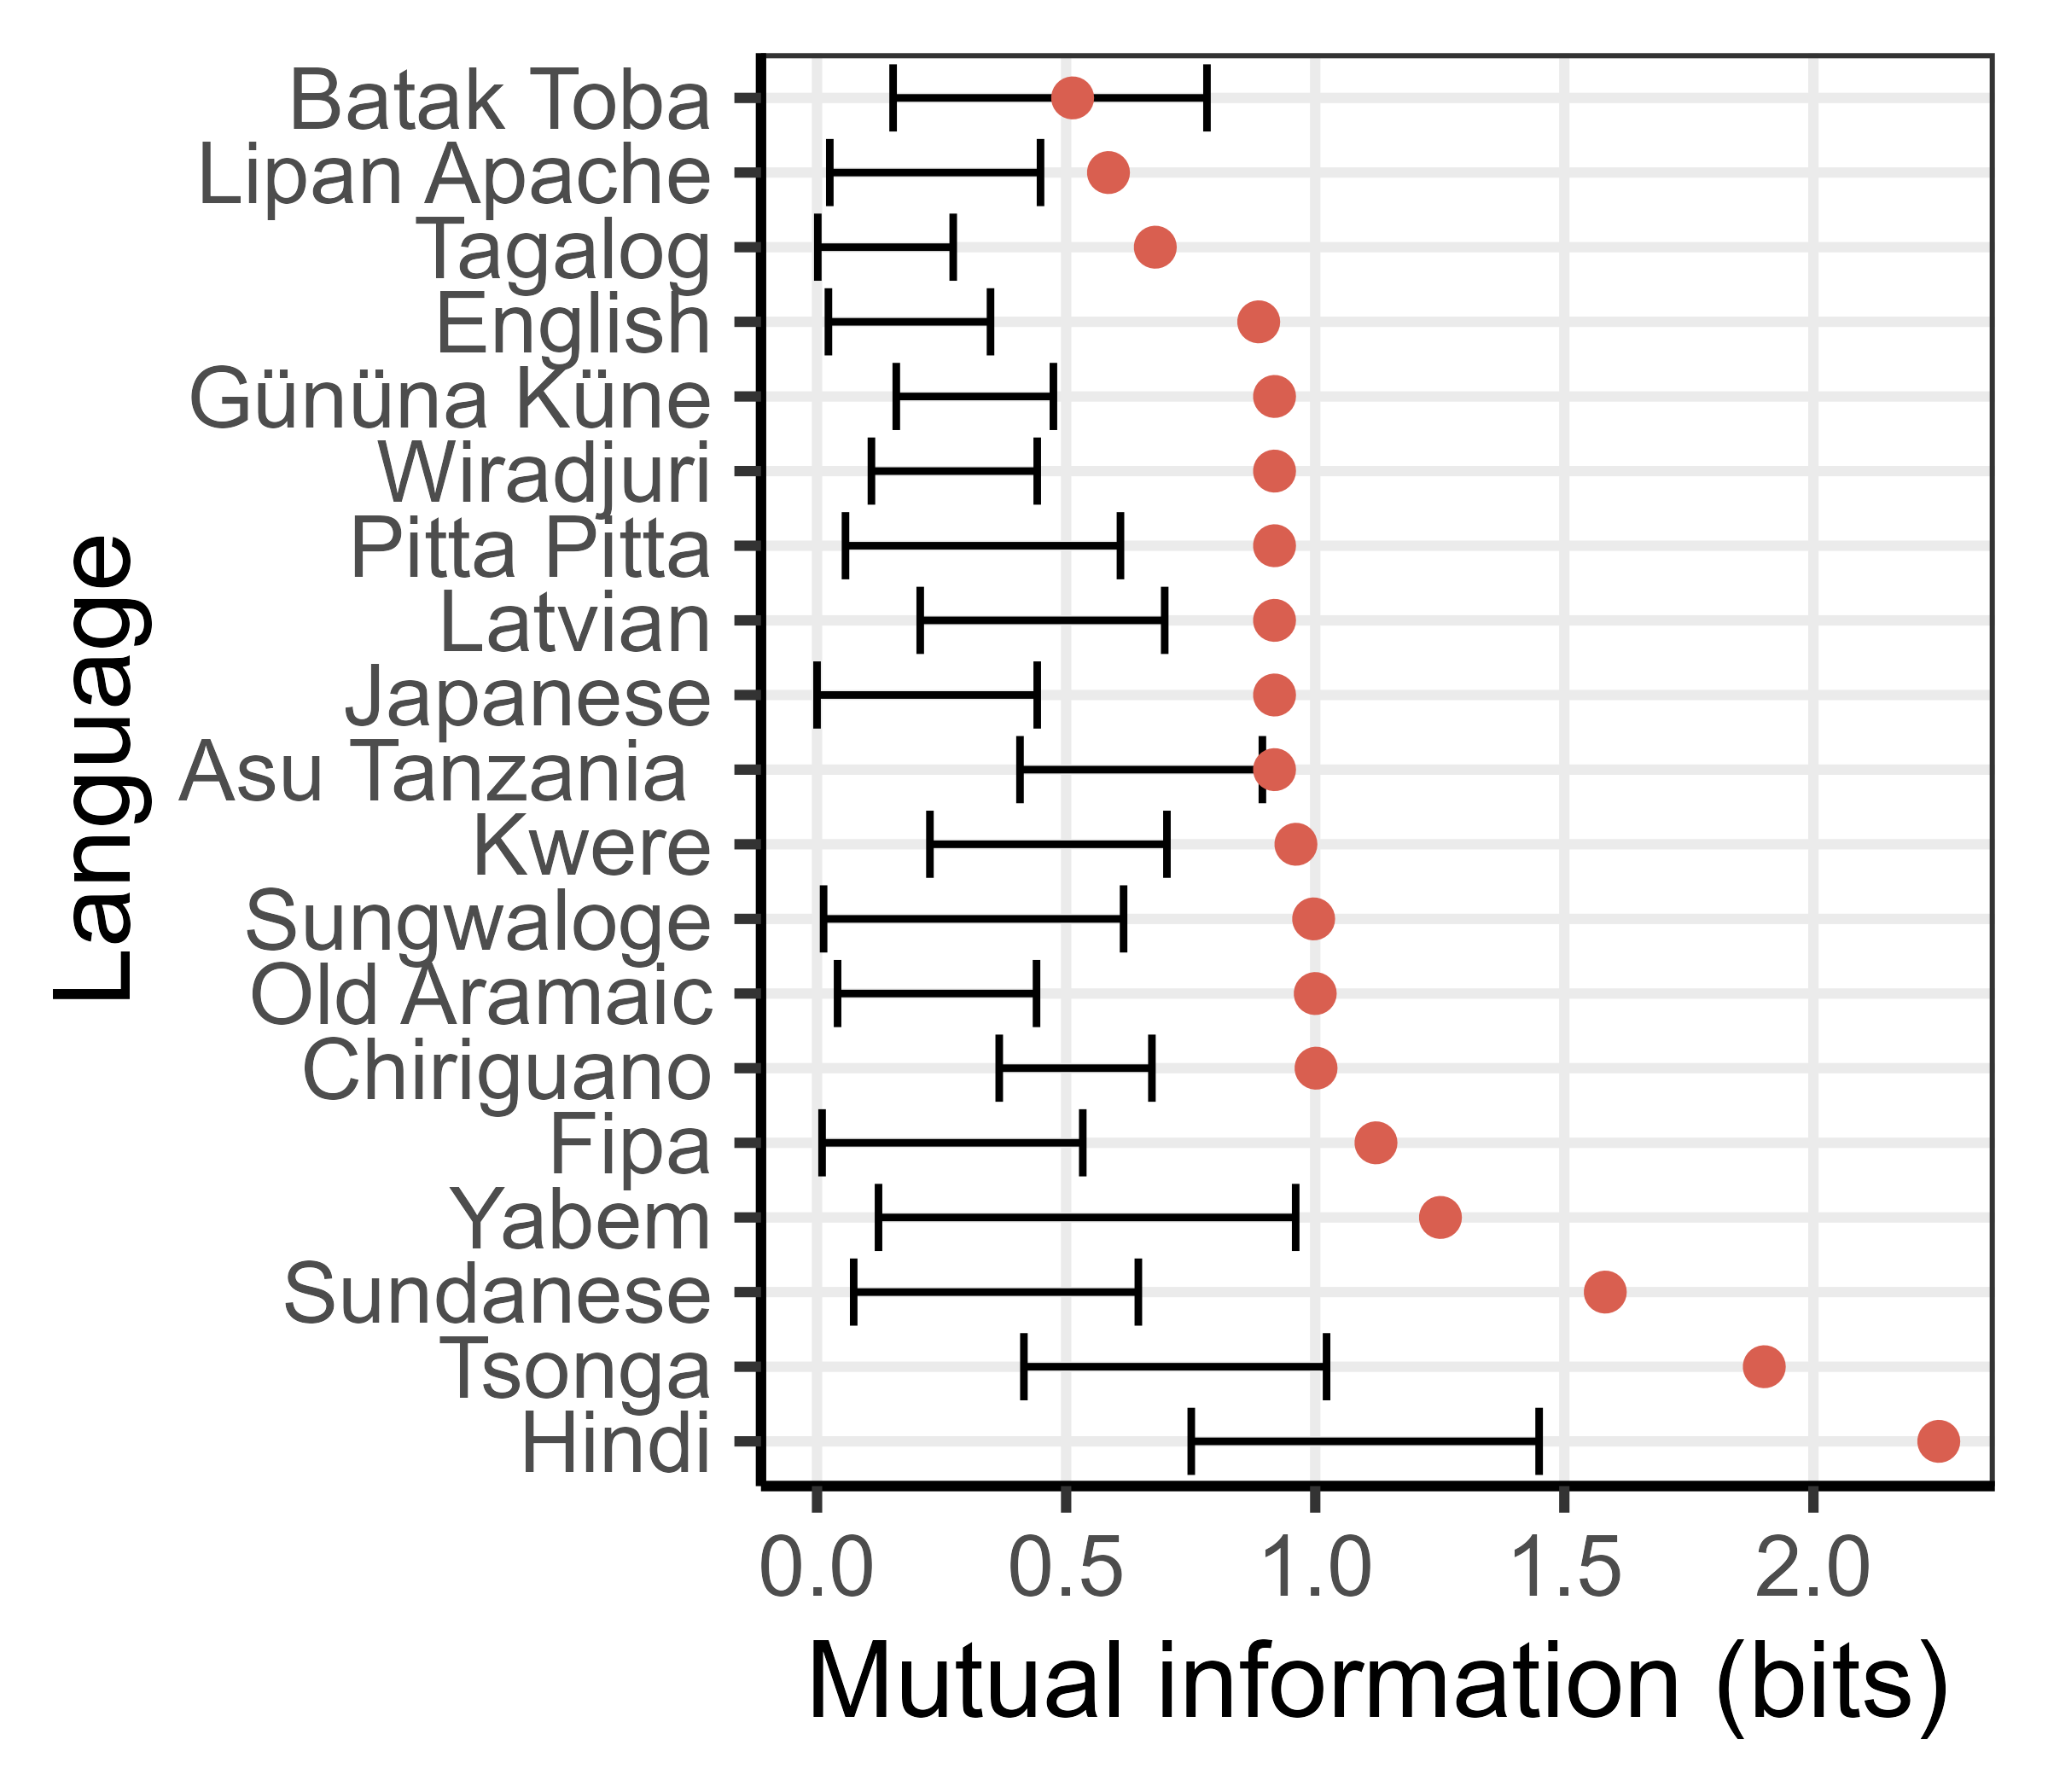 Language
Batak Toba
Lipan Apache
Tagalog
English
Gününa Küne
Wiradjuri
Pitta Pitta
Latvian
Japanese
Asu Tanzania
Kwere
Sungwaloge
Old Aramaic
Chiriguano
Fipa
Yabem
Sundanese
Tsonga
Hindi
0.0 0.5 1.0 1.5 2.0
Mutual information (bits)